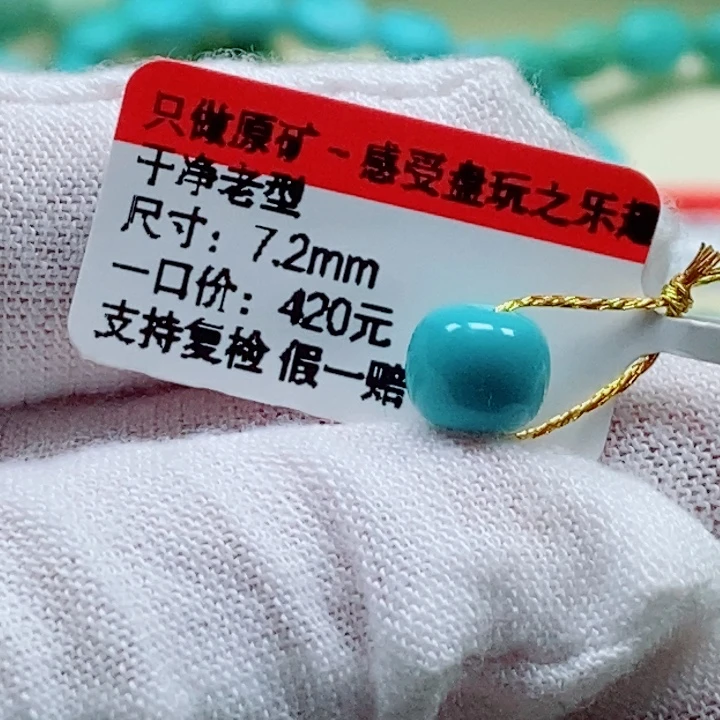 只做原矿-感受盘玩之乐趣
干净老型
尺寸：7.2mm
一口价：420元
支持复检 假一赔